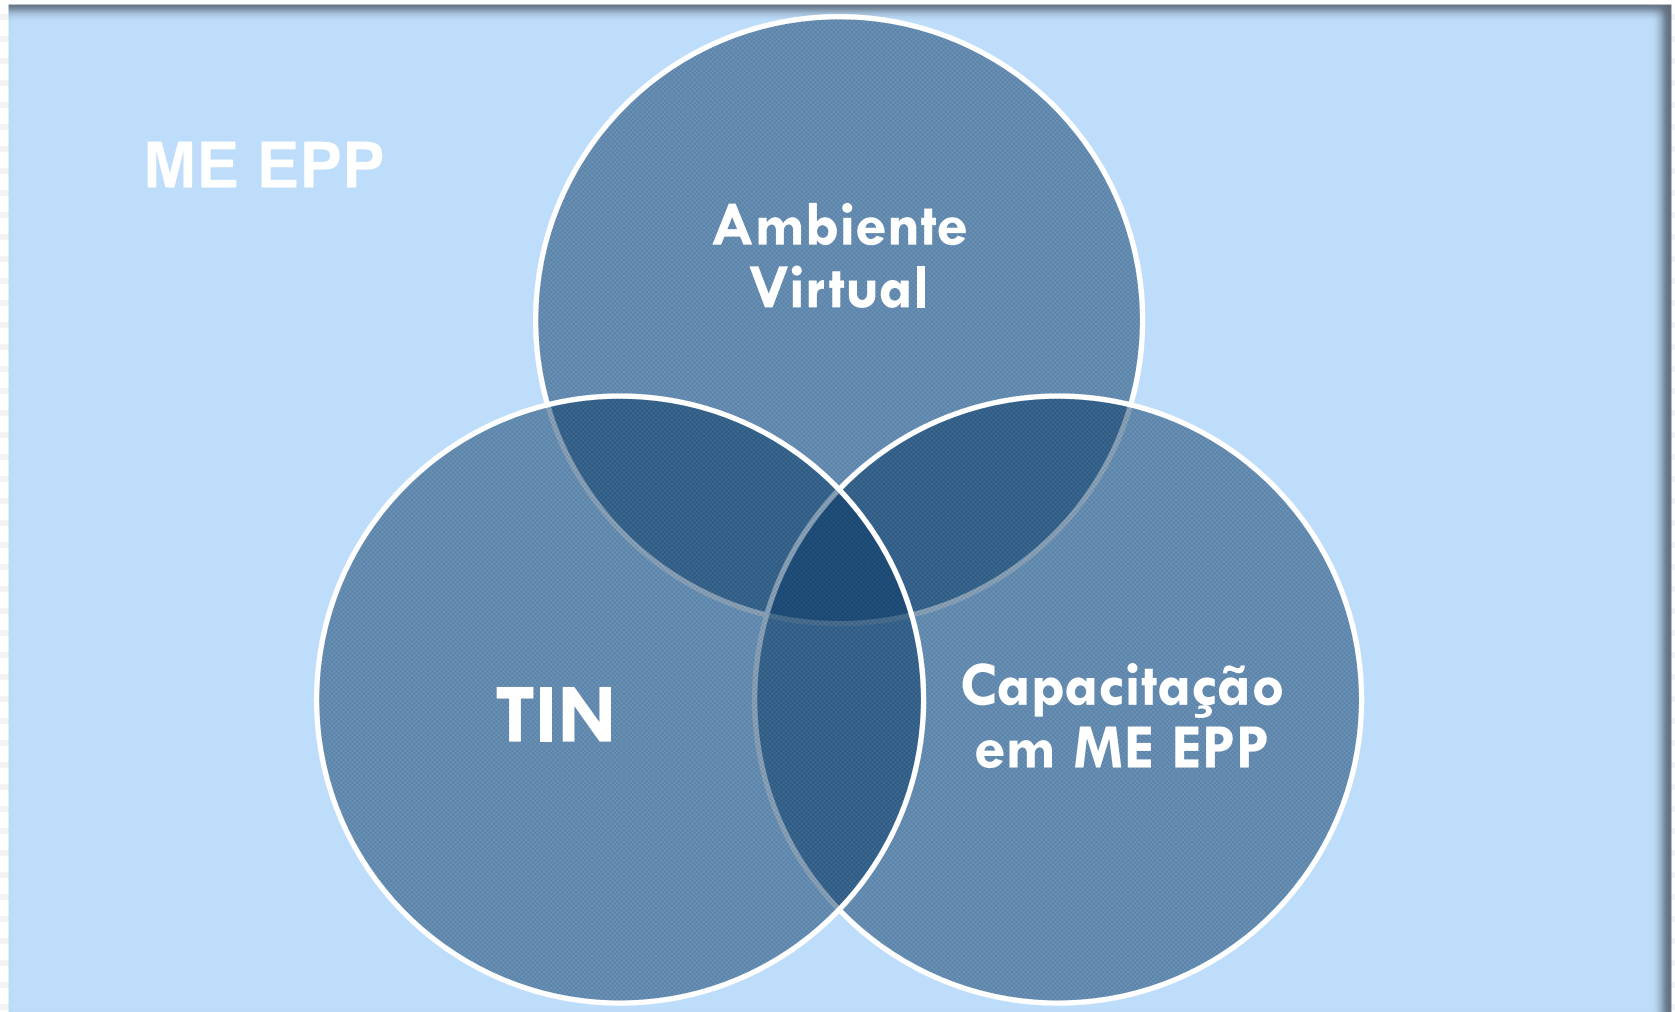 ME EPP
Ambiente
Virtual
TIN
Capacitação
em ME EPP